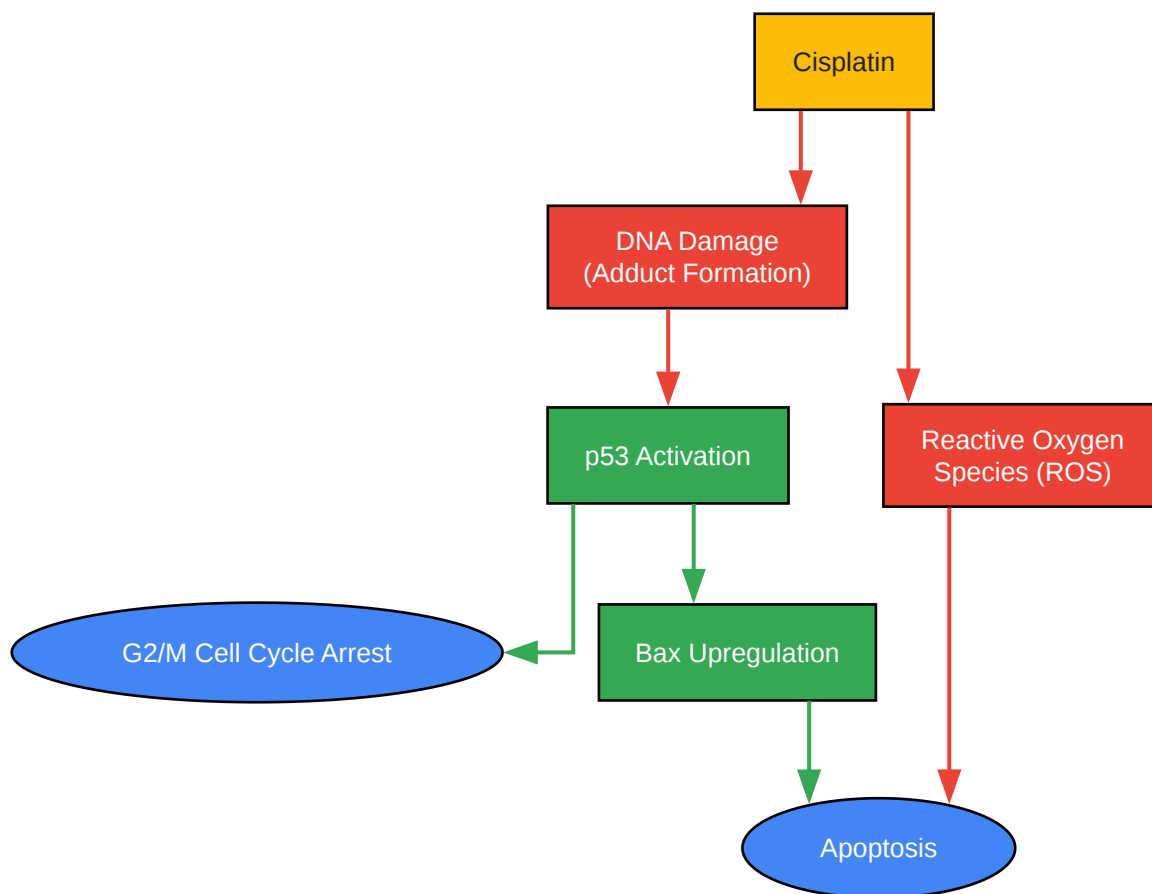 Cisplatin
DNA Damage
(Adduct Formation)
p53 Activation
Reactive Oxygen
Species (ROS)
G2/M Cell Cycle Arrest
Bax Upregulation
Apoptosis